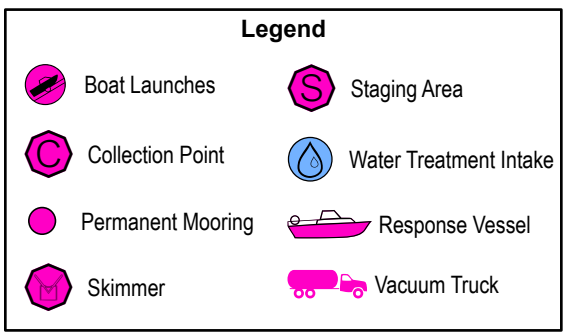 Legend
Boat Launches
S
Staging Area
C
Collection Point
Water Treatment Intake
Permanent Mooring
Response Vessel
Skimmer
Vacuum Truck